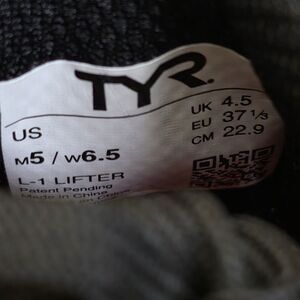 TYR
US
M5 / W6.5
UK 4.5
EU 37 1/3
CM 22.9
L-1 LIFTER
Patent Pending
Made in China